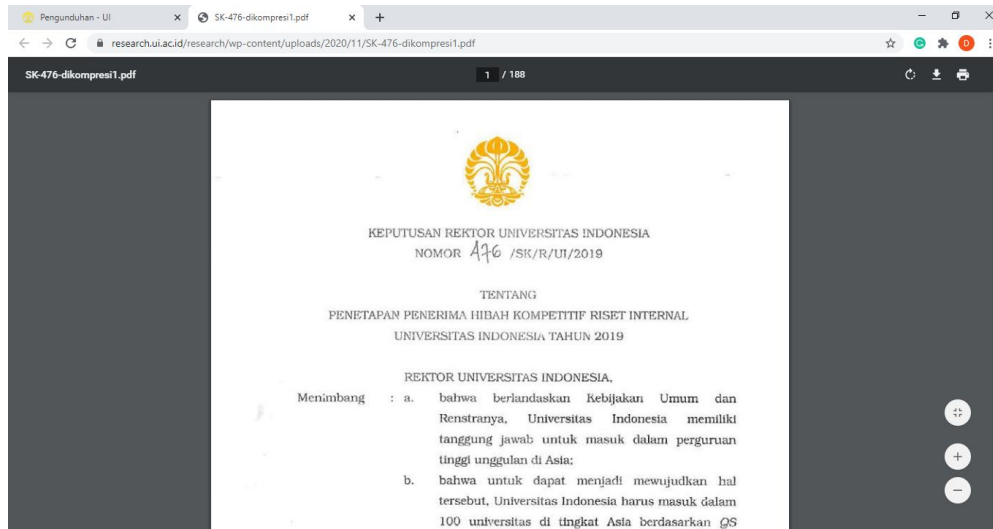 Pengunduhan - UI
SK-476-dikompresi1.pdf
research.ui.ac.id/research/wp-content/uploads/2020/11/SK-476-dikompresi1.pdf
D
SK-476-dikompresi1.pdf
1 / 188
KEPUTUSAN REKTOR UNIVERSITAS INDONESIA
NOMOR 476 /SK/R/UI/2019
TENTANG
PENETAPAN PENERIMA HIBAH KOMPETITIF RISET INTERNAL
UNIVERSITAS INDONESIA TAHUN 2019
REKTOR UNIVERSITAS INDONESIA,
Menimbang : a. bahwa berlandaskan Kebijakan Umum dan
Renstranya, Universitas Indonesia memiliki
tanggung jawab untuk masuk dalam perguruan
tinggi unggulan di Asia;
b. bahwa untuk dapat menjadi mewujudkan hal
tersebut, Universitas Indonesia harus masuk dalam
100 universitas di tingkat Asia berdasarkan QS